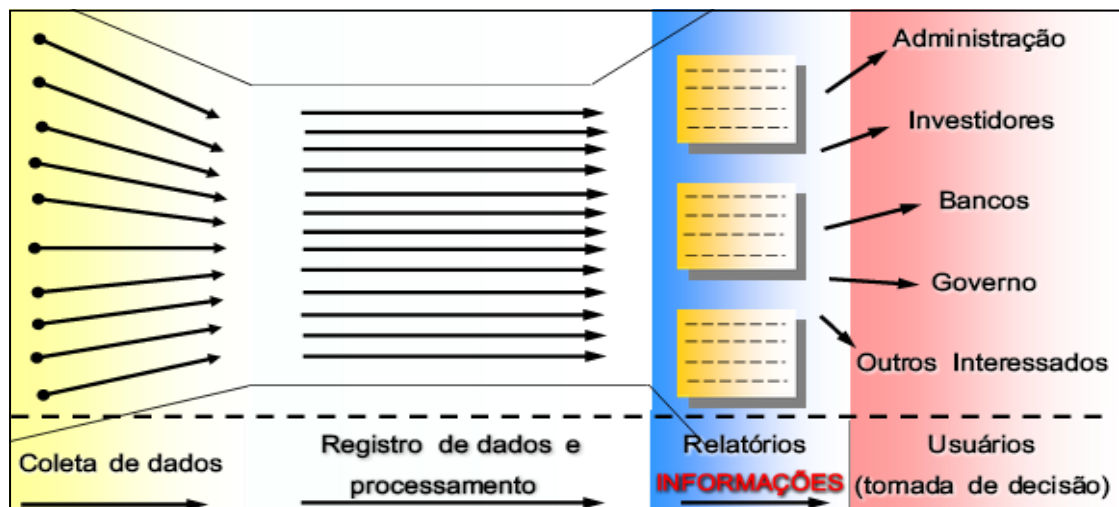 Administração
Investidores
Bancos
Governo
Outros Interessados
Coleta de dados
Registro de dados e
processamento
Relatórios
INFORMAÇÕES
Usuários
(tomada de decisão)